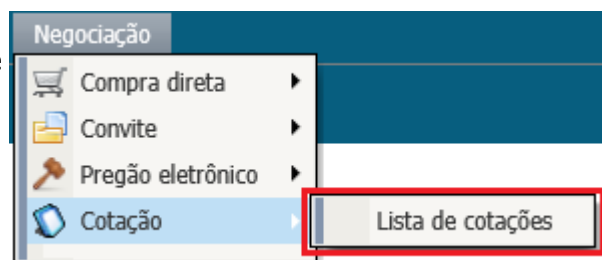 Negociação
Compra direta
Convite
Pregão eletrônico
Cotação
Lista de cotações